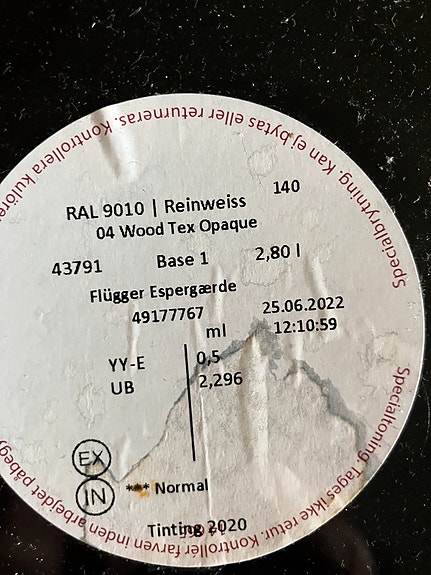 Specialbrytning. Kan ej bytas eller returneras. Kontrollera kulöre
140
RAL 9010 | Reinweiss
04 Wood Tex Opaque
43791 Base 1 2,80 l
Flügger Espergærde
49177767 25.06.2022
ml 12:10:59
YY-E 0,5
UB 2,296
EX
IN
*** Normal
Tinting 2020
Specialtoning. Tages ikke retur. Kontroller farven inden arbejdet påbeg